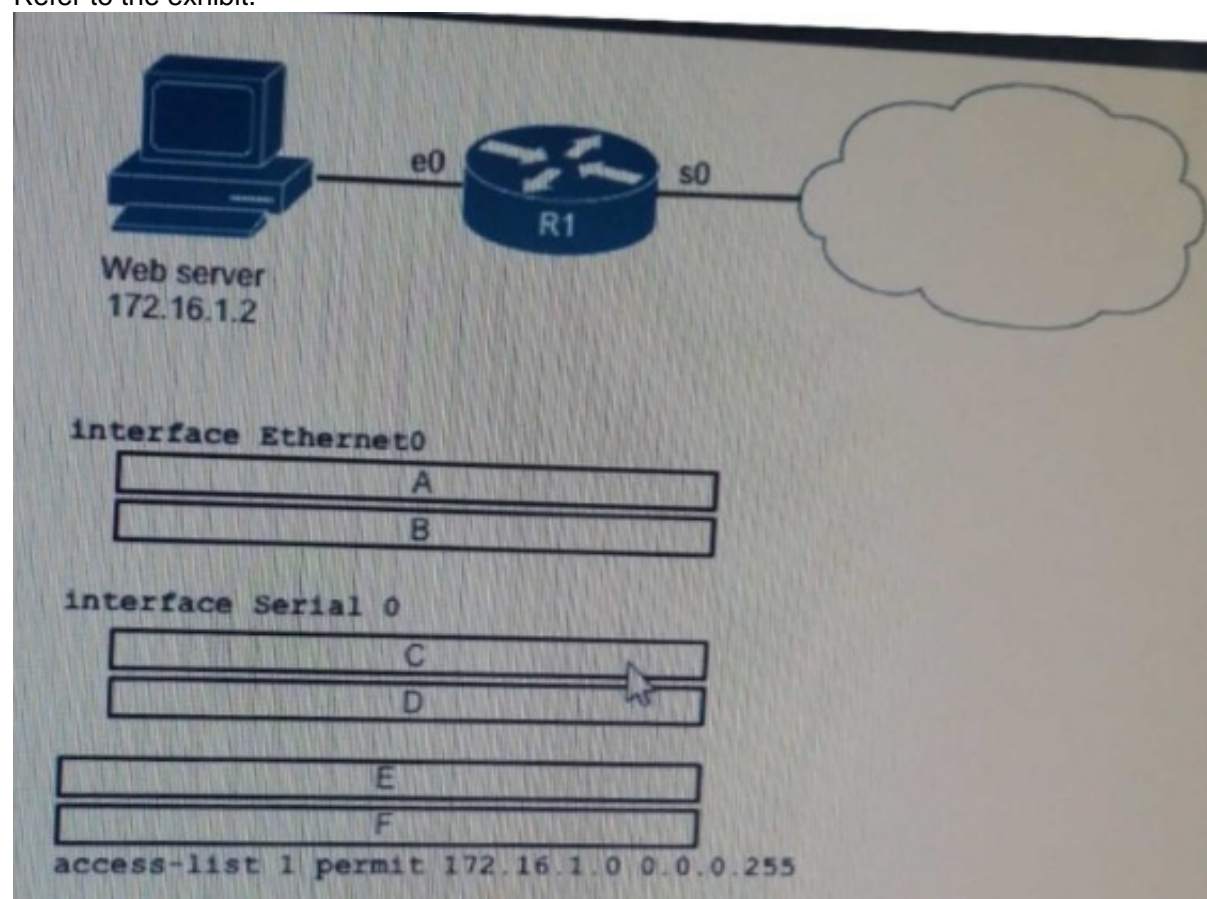 Refer to the exhibit.
e0
s0
R1
Web server
172.16.1.2
interface Ethernet0
A
B
interface Serial 0
C
D
E
F
access-list 1 permit 172.16.1.0 0.0.0.255